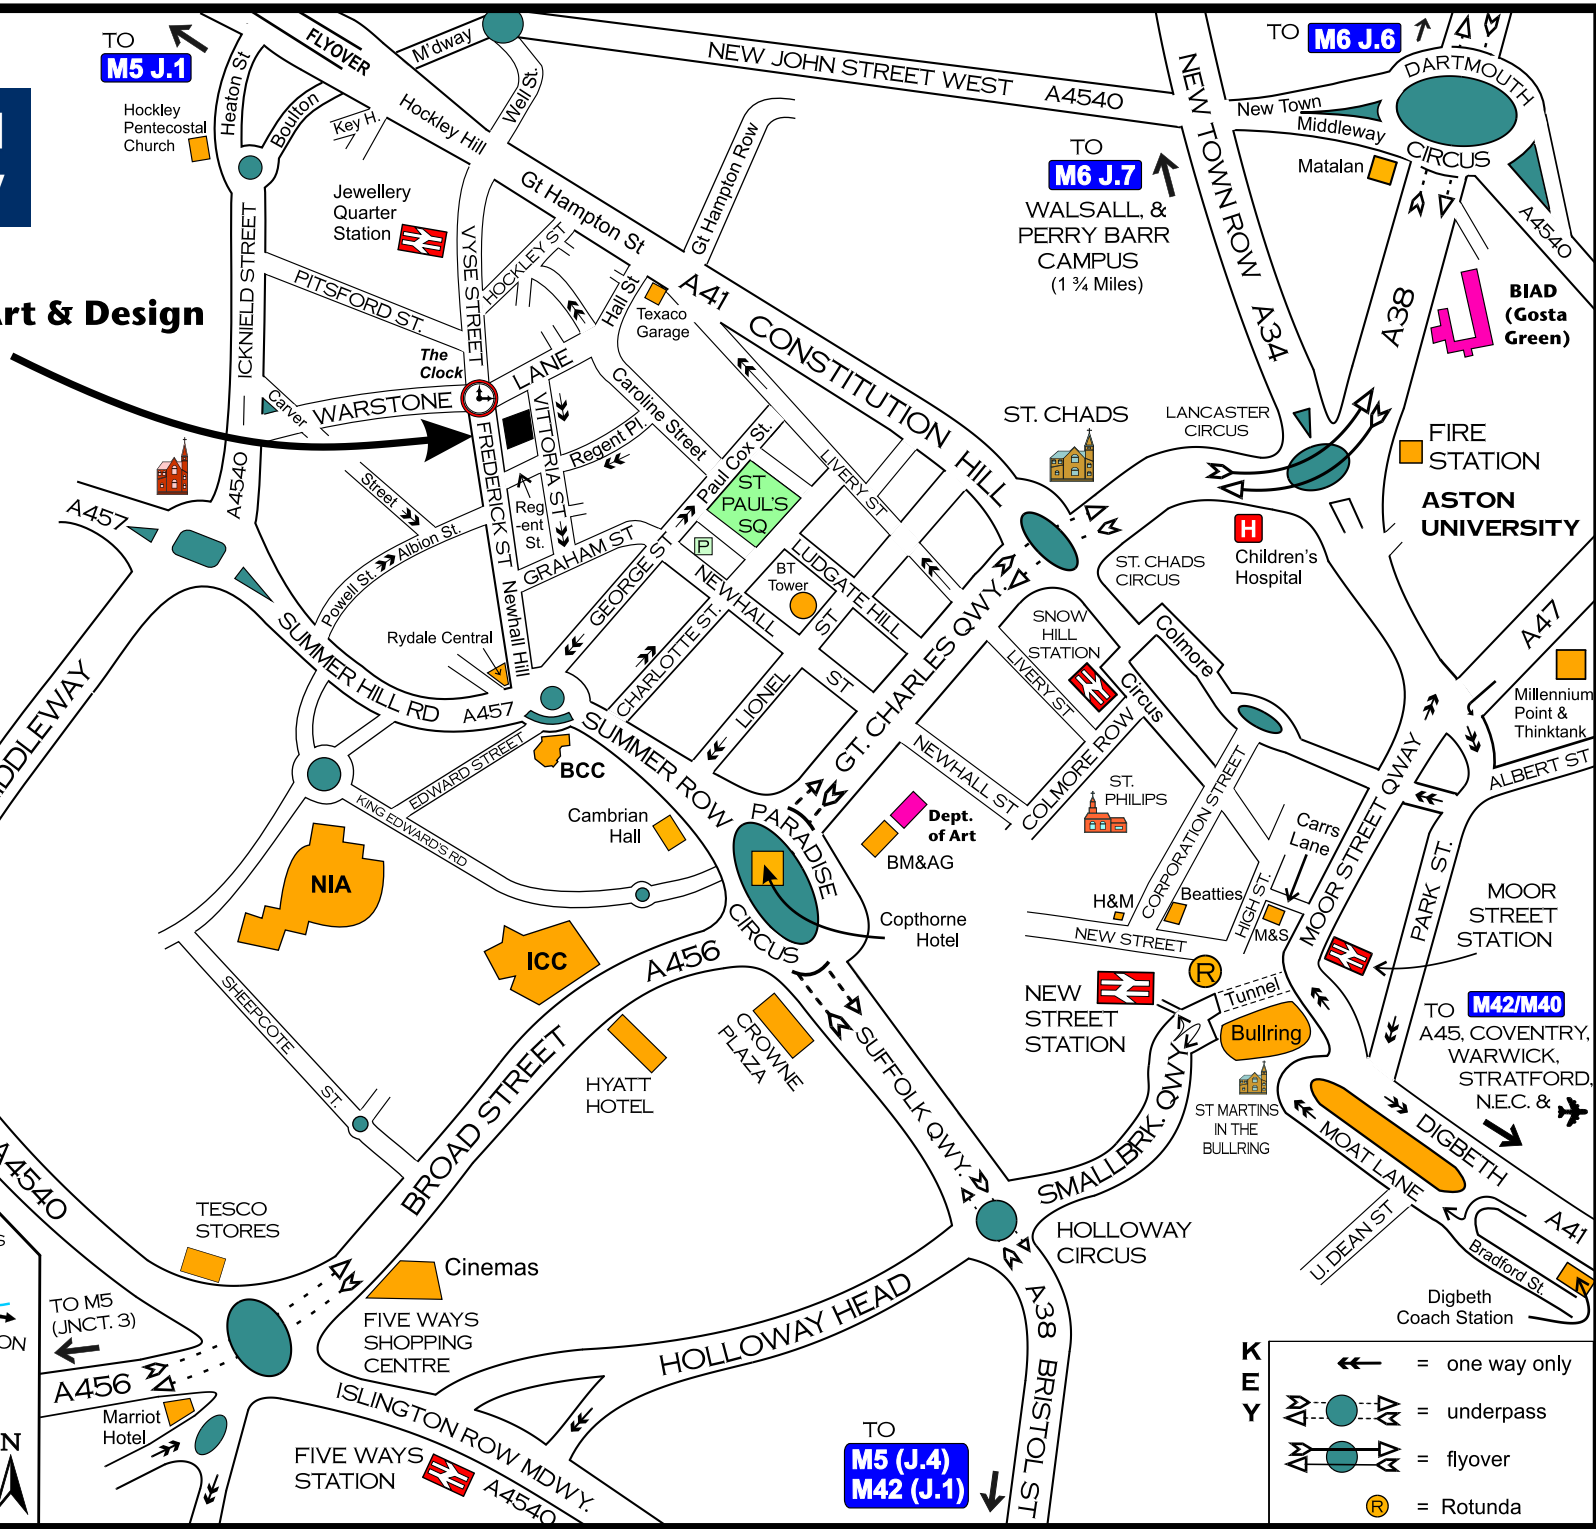 TO
M5 J.1
FLYOVER
M'dway
Heaton St
Boulton
Hockley
Pentecostal
Church
Key H.
Hockley Hill
Well St.
NEW JOHN STREET WEST A4540
NEW TOWN ROW A34
TO M6 J.6
DARTMOUTH
CIRCUS
New Town
Middleway
Matalan
A4540
TO
M6 J.7
WALSALL, &
PERRY BARR
CAMPUS
(1 ¾ Miles)
Jewellery
Quarter
Station
Gt Hampton St
Gt Hampton Row
VYSE STREET
HOCKLEY ST.
ICKNIELD STREET
A4540
PITSFORD ST.
Hall St
Texaco
Garage
A41 CONSTITUTION HILL
A38
BIAD
(Gosta
Green)
Art & Design
The
Clock
WARSTONE LANE
Carver
VITTORIA ST
FREDERICK ST
Caroline Street
Regent Pl.
Reg
-ent
St.
Paul Cox St.
ST
PAUL'S
SQ
P
LIVERY ST
ST. CHADS
LANCASTER
CIRCUS
FIRE
STATION
ASTON
UNIVERSITY
H
Children's
Hospital
A457
Street
Albion St.
Powell St.
GRAHAM ST
GEORGE ST
Newhall Hill
NEWHALL ST
BT
Tower
LUDGATE HILL
CHARLOTTE ST.
LIONEL ST
GT. CHARLES QWY.
ST. CHADS
CIRCUS
SNOW
HILL
STATION
LIVERY ST
Colmore
Circus
COLMORE ROW
NEWHALL ST
A47
Millennium
Point &
Thinktank
ALBERT ST
Rydale Central
SUMMER HILL RD A457
SUMMER ROW
EDWARD STREET
KING EDWARD'S RD
BCC
Cambrian
Hall
PARADISE
CIRCUS
Dept.
of Art
BM&AG
Copthorne
Hotel
ST.
PHILIPS
CORPORATION STREET
Carrs
Lane
MOOR STREET QWAY
PARK ST.
MOOR
STREET
STATION
H&M
Beatties
HIGH ST.
M&S
NEW STREET
R
NEW
STREET
STATION
Tunnel
Bullring
ST MARTINS
IN THE
BULLRING
TO M42/M40
A45, COVENTRY,
WARWICK,
STRATFORD,
N.E.C. &
NIA
ICC
A456
BROAD STREET
SHEEPCOTE
ST.
HYATT
HOTEL
CROWNE
PLAZA
SUFFOLK QWY.
SMALLBRK. QWY
MOAT LANE
DIGBETH
A41
U.DEAN ST
Bradford St.
Digbeth
Coach Station
HOLLOWAY
CIRCUS
A4540
TESCO
STORES
Cinemas
FIVE WAYS
SHOPPING
CENTRE
TO M5
(JNCT. 3)
A456
Marriot
Hotel
HOLLOWAY HEAD
ISLINGTON ROW MDWY.
A4540
FIVE WAYS
STATION
A38 BRISTOL ST
TO
M5 (J.4)
M42 (J.1)
N
KEY
= one way only
= underpass
= flyover
R = Rotunda